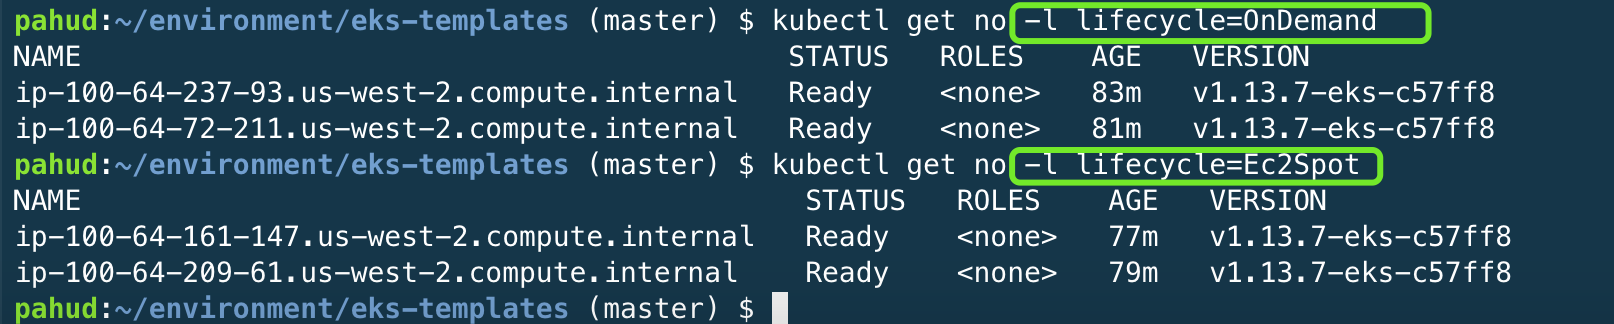 pahud:~/environment/eks-templates (master) $ kubectl get no -l lifecycle=OnDemand
NAME STATUS ROLES AGE VERSION
ip-100-64-237-93.us-west-2.compute.internal Ready <none> 83m v1.13.7-eks-c57ff8
ip-100-64-72-211.us-west-2.compute.internal Ready <none> 81m v1.13.7-eks-c57ff8
pahud:~/environment/eks-templates (master) $ kubectl get no -l lifecycle=Ec2Spot
NAME STATUS ROLES AGE VERSION
ip-100-64-161-147.us-west-2.compute.internal Ready <none> 77m v1.13.7-eks-c57ff8
ip-100-64-209-61.us-west-2.compute.internal Ready <none> 79m v1.13.7-eks-c57ff8
pahud:~/environment/eks-templates (master) $